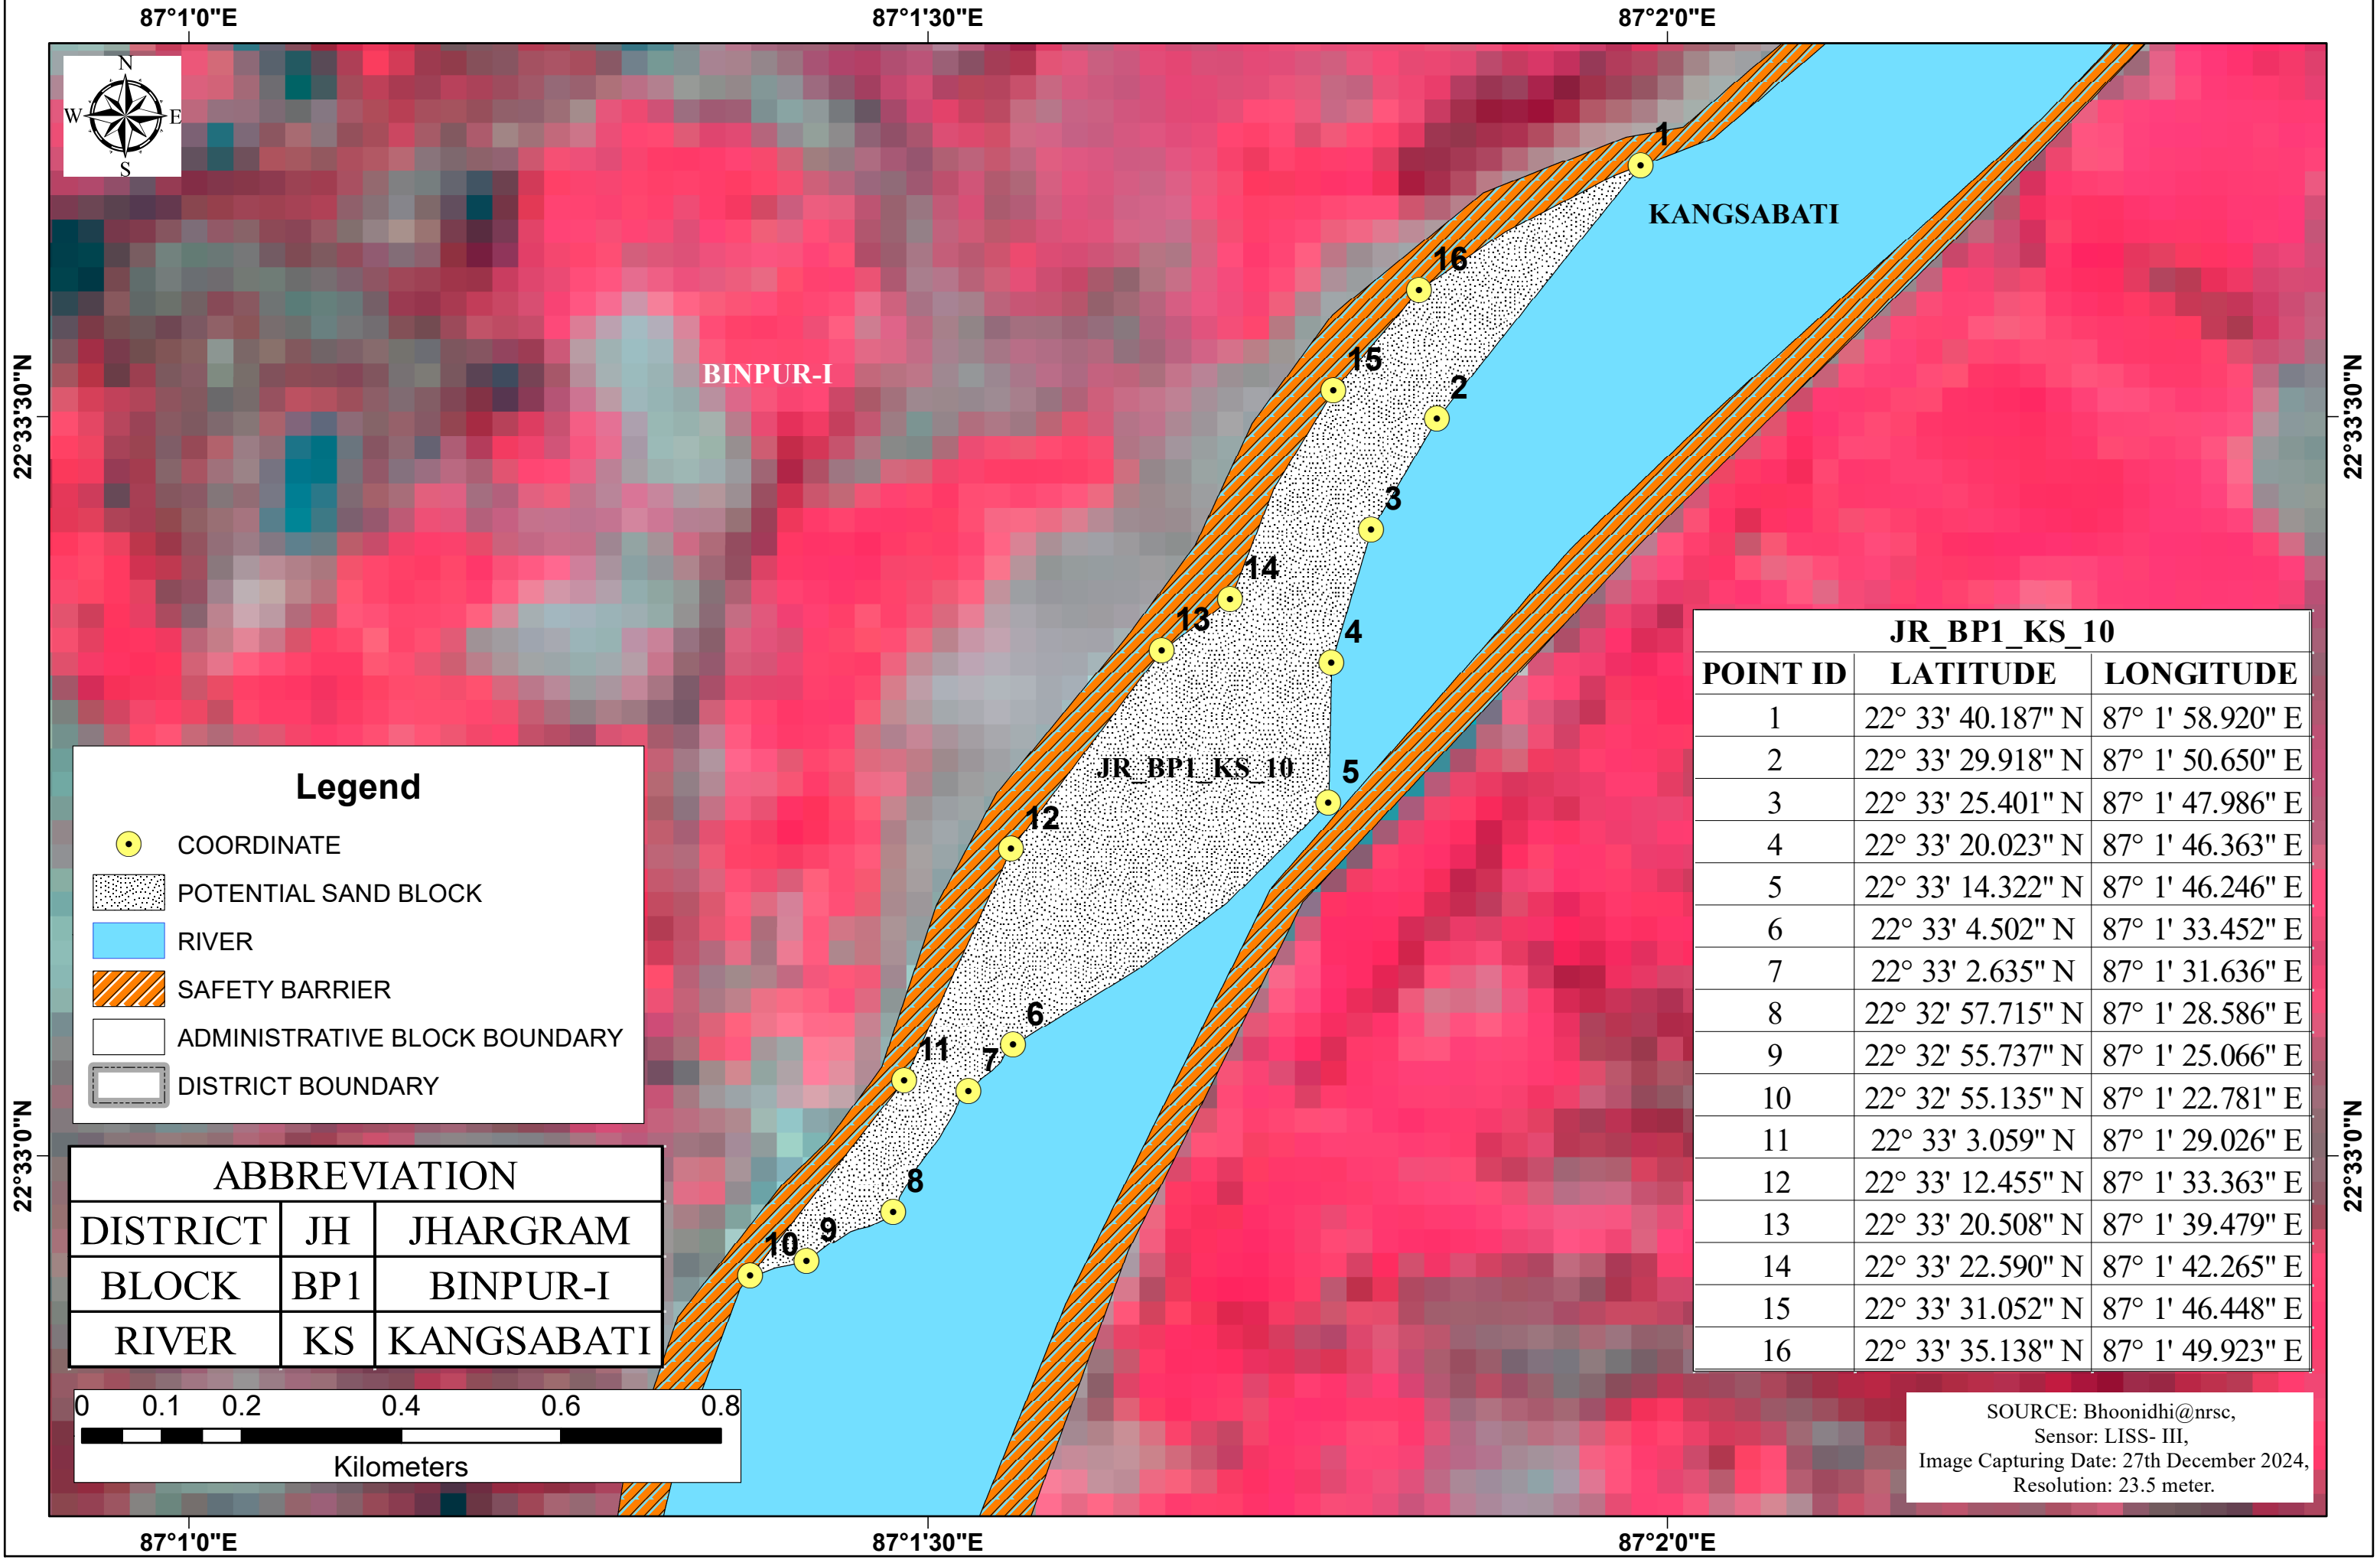 87°1'0"E 87°1'30"E 87°2'0"E
N
W E
S
1
KANGSABATI
16
22°33'30"N 22°33'30"N
15
BINPUR-I
2
3
14
13
4
JR_BP1_KS_10
5
12
6
11
7
8
9
10
JR_BP1_KS_10
POINT ID LATITUDE LONGITUDE
1 22° 33' 40.187" N 87° 1' 58.920" E
2 22° 33' 29.918" N 87° 1' 50.650" E
3 22° 33' 25.401" N 87° 1' 47.986" E
4 22° 33' 20.023" N 87° 1' 46.363" E
5 22° 33' 14.322" N 87° 1' 46.246" E
6 22° 33' 4.502" N 87° 1' 33.452" E
7 22° 33' 2.635" N 87° 1' 31.636" E
8 22° 32' 57.715" N 87° 1' 28.586" E
9 22° 32' 55.737" N 87° 1' 25.066" E
10 22° 32' 55.135" N 87° 1' 22.781" E
11 22° 33' 3.059" N 87° 1' 29.026" E
12 22° 33' 12.455" N 87° 1' 33.363" E
13 22° 33' 20.508" N 87° 1' 39.479" E
14 22° 33' 22.590" N 87° 1' 42.265" E
15 22° 33' 31.052" N 87° 1' 46.448" E
16 22° 33' 35.138" N 87° 1' 49.923" E
Legend
COORDINATE
POTENTIAL SAND BLOCK
RIVER
SAFETY BARRIER
ADMINISTRATIVE BLOCK BOUNDARY
DISTRICT BOUNDARY
22°33'0"N 22°33'0"N
ABBREVIATION
DISTRICT JH JHARGRAM
BLOCK BP1 BINPUR-I
RIVER KS KANGSABATI
0 0.1 0.2 0.4 0.6 0.8
Kilometers
SOURCE: Bhoonidhi@nrsc,
Sensor: LISS- III,
Image Capturing Date: 27th December 2024,
Resolution: 23.5 meter.
87°1'0"E 87°1'30"E 87°2'0"E